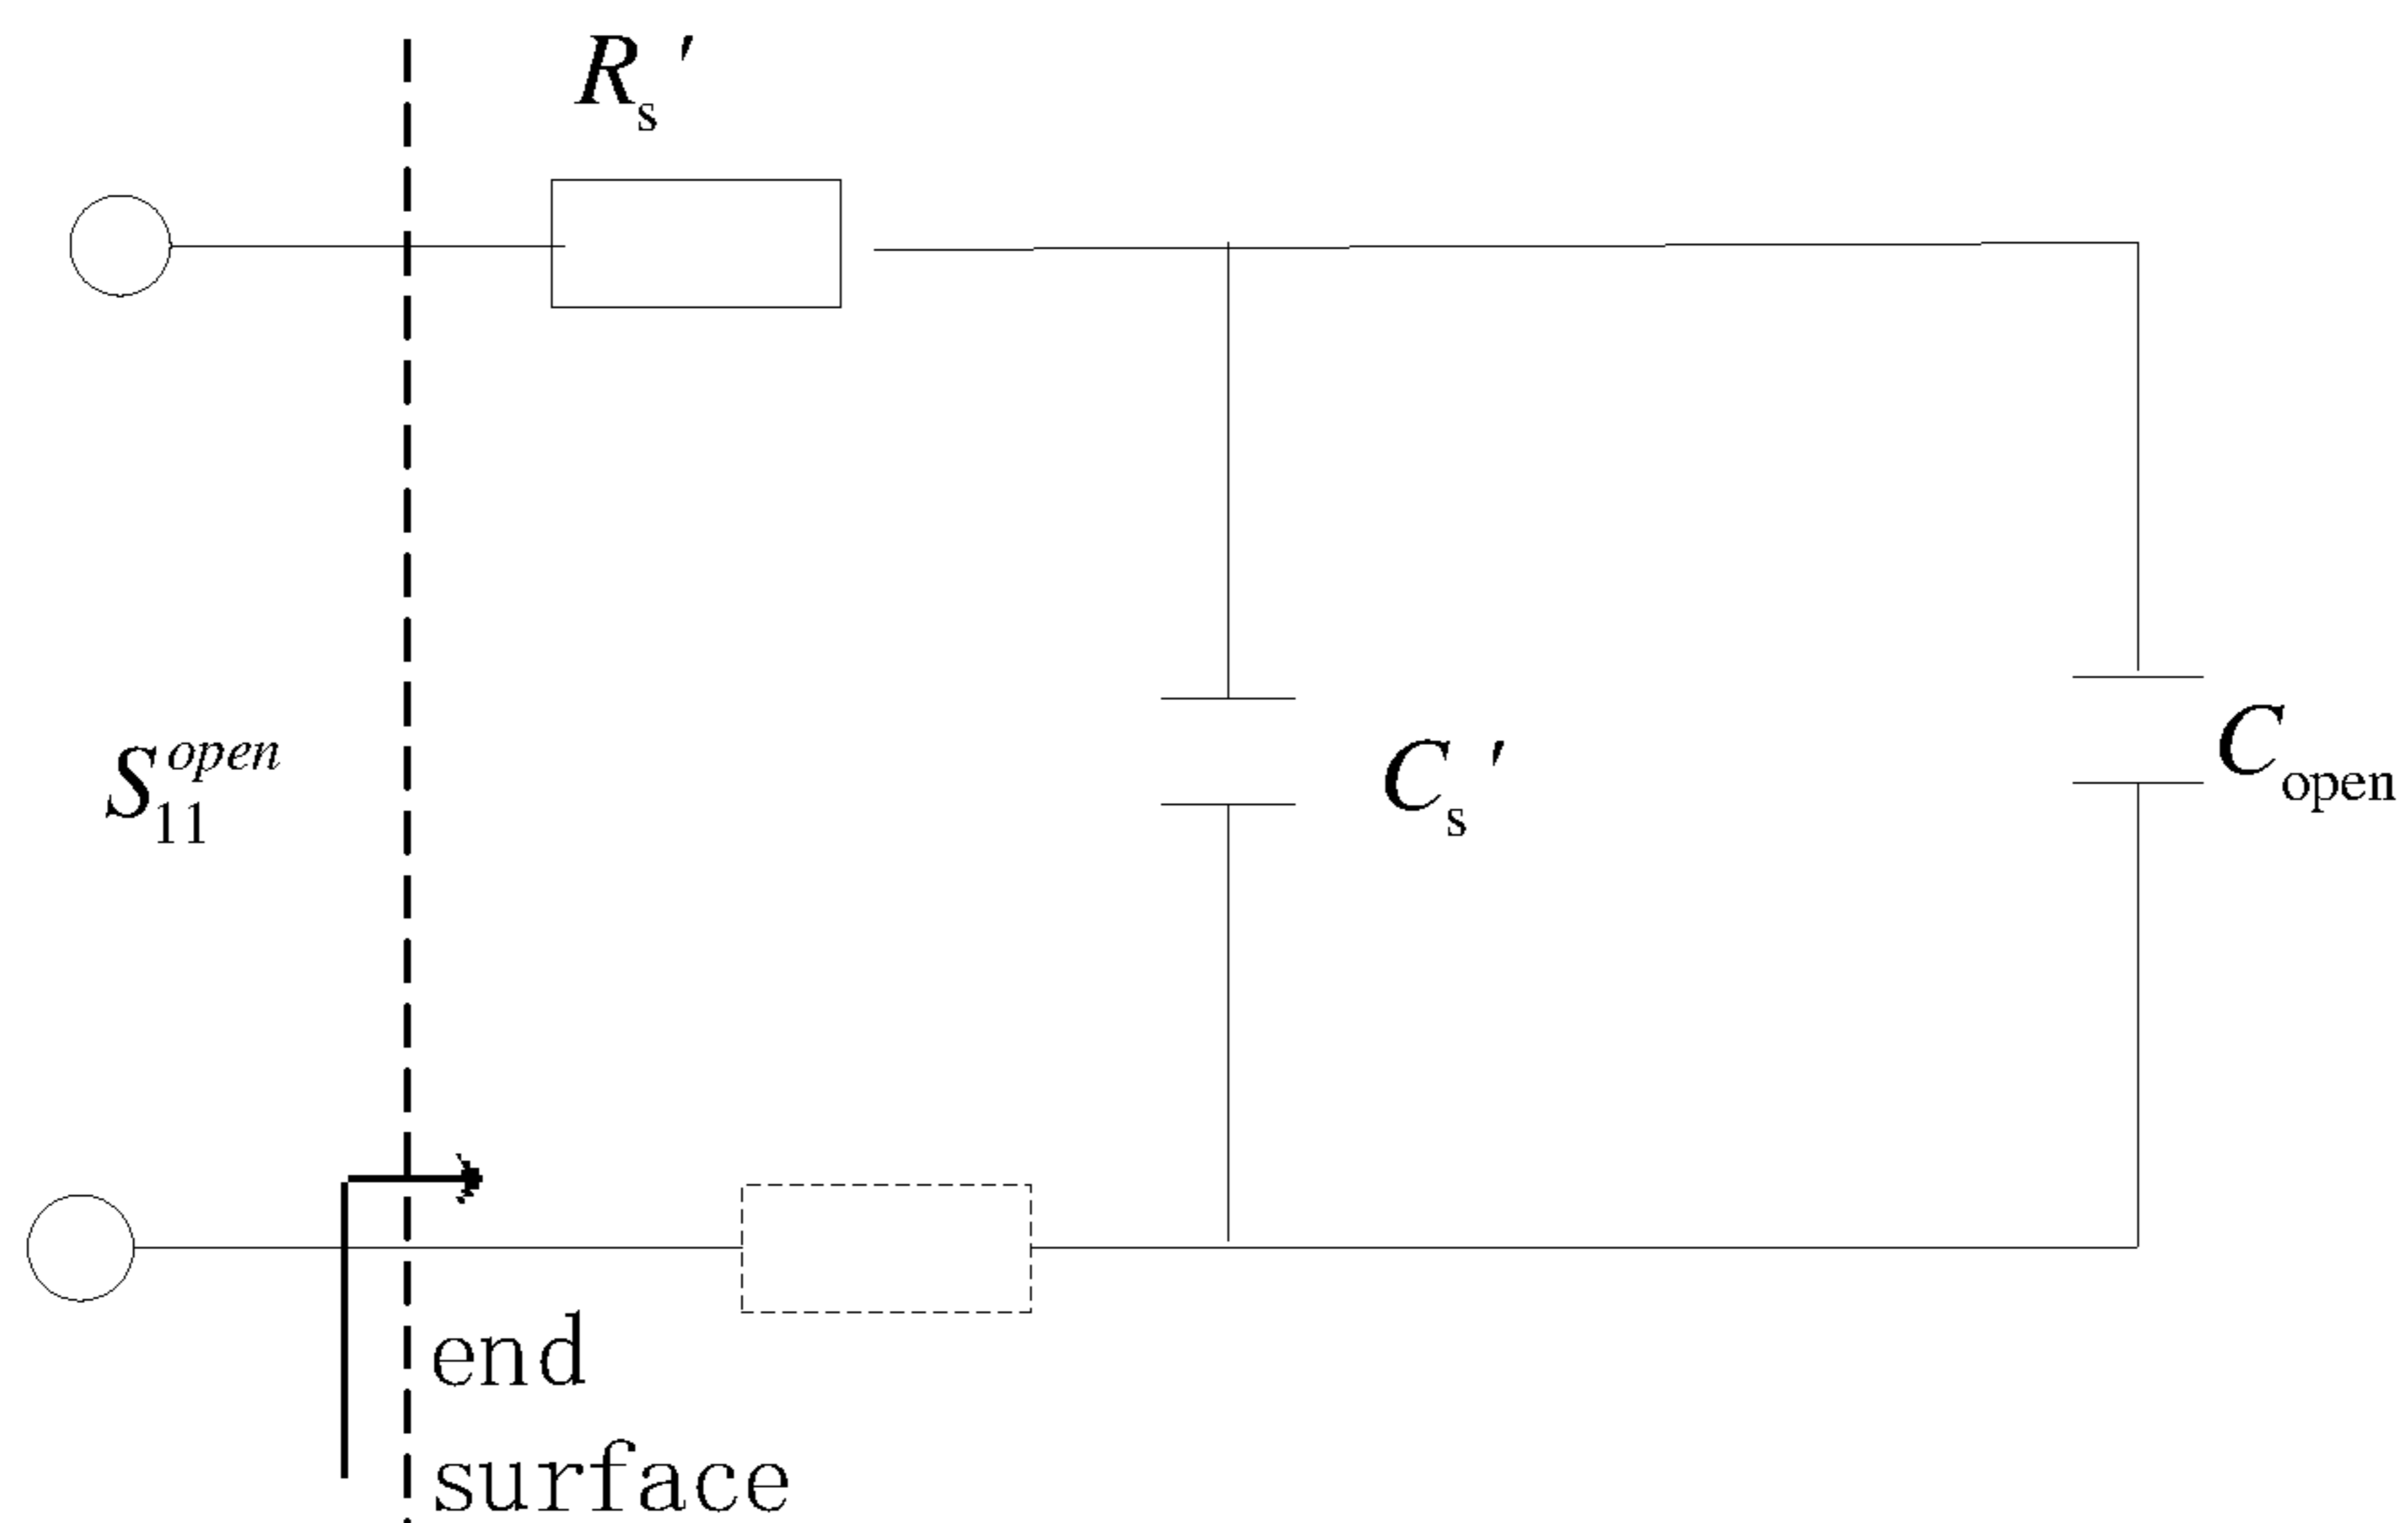 Rs′
S11open
Cs′
Copen
end
surface